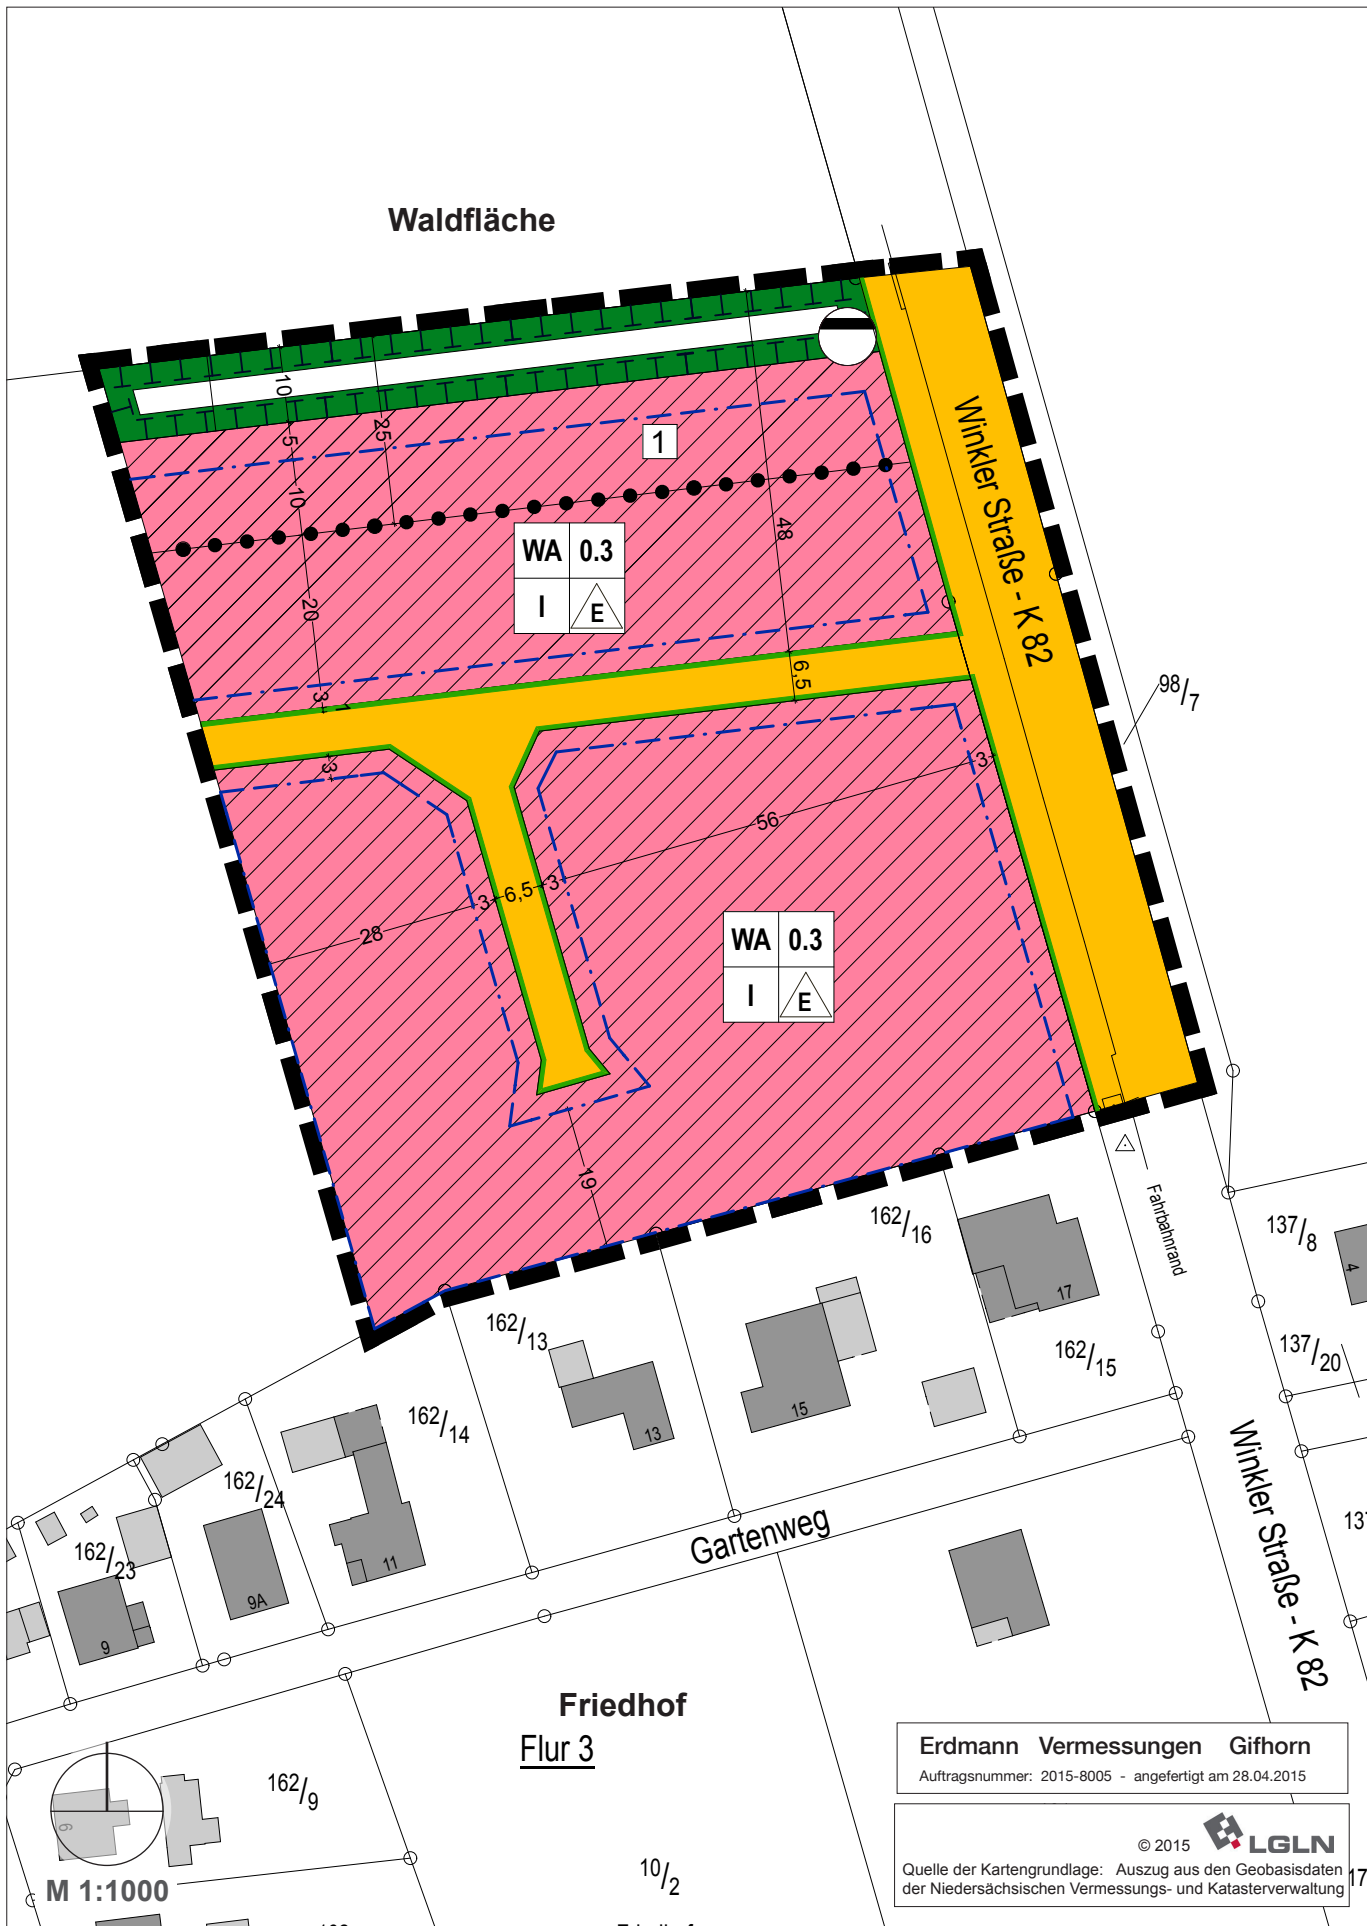 Waldfläche
10
5
25
10
1
48
WA 0.3
I E
20
3
6,5
3
Winkler Straße - K 82
98/7
3
56
3
6,5
3
28
WA 0.3
I E
19
Fahrbahnrand
162/16
17
137/8
4
162/13
162/15
137/20
15
162/14
13
162/24
11
162/23
9A
9
Gartenweg
Winkler Straße - K 82
Friedhof
Flur 3
162/9
6
M 1:1000
10/2
Erdmann Vermessungen Gifhorn
Auftragsnummer: 2015-8005 - angefertigt am 28.04.2015
© 2015 LGLN
Quelle der Kartengrundlage: Auszug aus den Geobasisdaten
der Niedersächsischen Vermessungs- und Katasterverwaltung